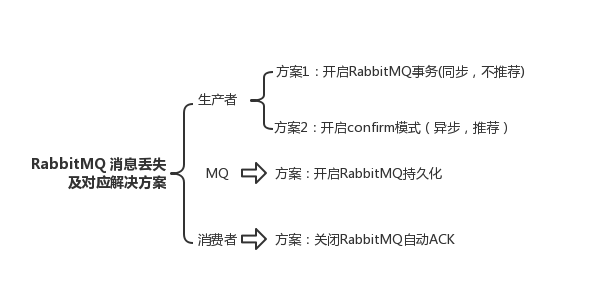 RabbitMQ 消息丢失
及对应解决方案
生产者
方案1：开启RabbitMQ事务(同步，不推荐)
方案2：开启confirm模式（异步，推荐）
MQ
方案：开启RabbitMQ持久化
消费者
方案：关闭RabbitMQ自动ACK